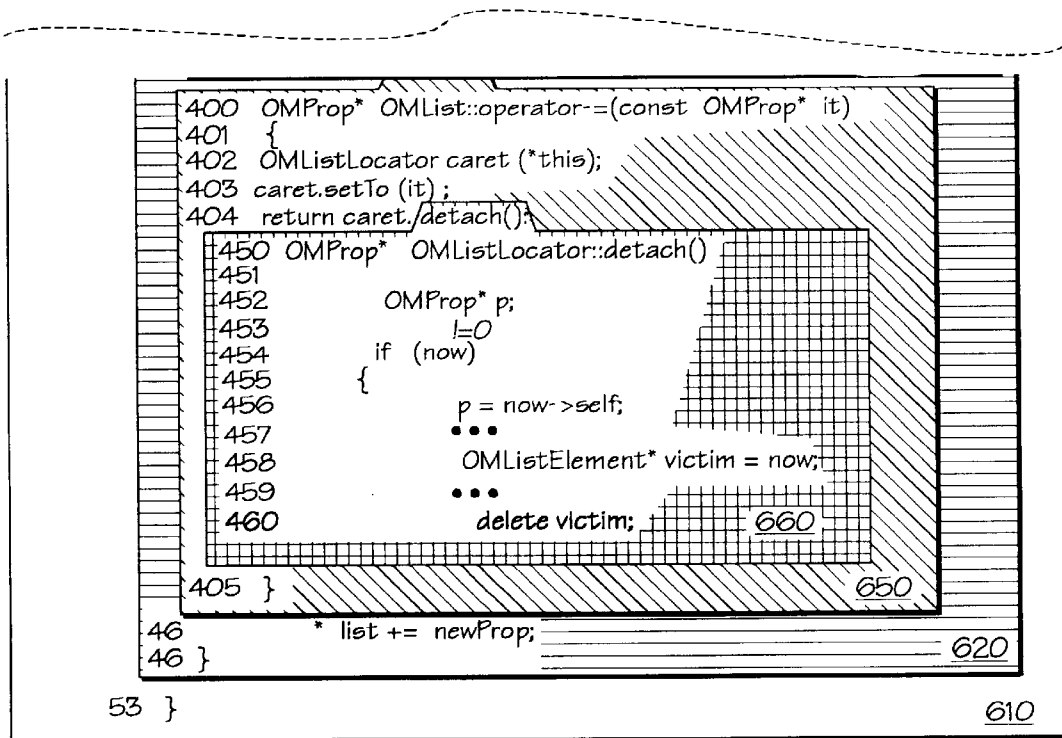 400 OMProp* OMList::operator-=(const OMProp* it)
401 {
402 OMListLocator caret (*this);
403 caret.setTo (it) ;
404 return caret. detach():
450 OMProp* OMListLocator::detach()
451
452 OMProp* p;
453 !=0
454 if (now)
455 {
456 p = now->self;
457 • • •
458 OMListElement* victim = now;
459 • • •
460 delete victim; 660
405 } 650
46 * list += newProp;
46 } 620
53 } 610